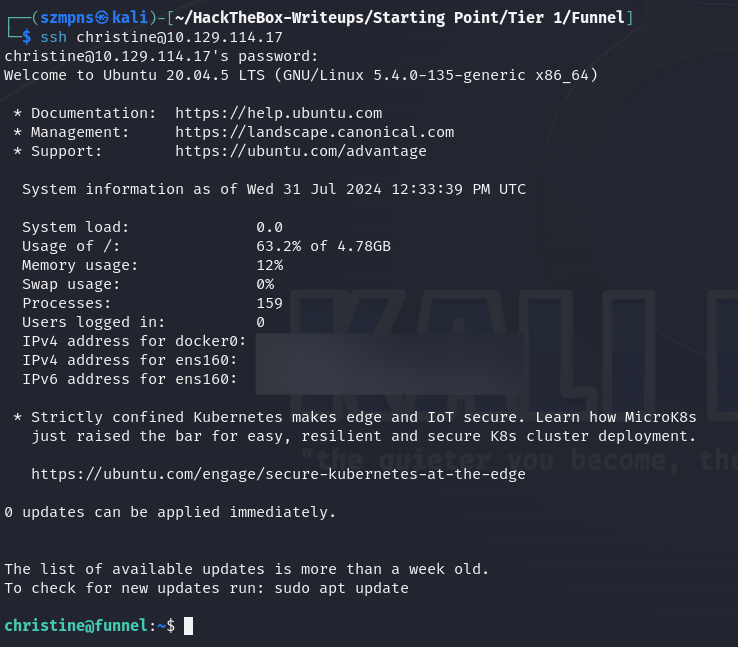 ┌──(szmpns㉿kali)-[~/HackTheBox-Writeups/Starting Point/Tier 1/Funnel]
└─$ ssh christine@10.129.114.17
christine@10.129.114.17's password:
Welcome to Ubuntu 20.04.5 LTS (GNU/Linux 5.4.0-135-generic x86_64)

 * Documentation:  https://help.ubuntu.com
 * Management:     https://landscape.canonical.com
 * Support:        https://ubuntu.com/advantage

  System information as of Wed 31 Jul 2024 12:33:39 PM UTC

  System load:              0.0
  Usage of /:               63.2% of 4.78GB
  Memory usage:             12%
  Swap usage:               0%
  Processes:                159
  Users logged in:          0
  IPv4 address for docker0:
  IPv4 address for ens160:
  IPv6 address for ens160:

 * Strictly confined Kubernetes makes edge and IoT secure. Learn how MicroK8s
   just raised the bar for easy, resilient and secure K8s cluster deployment.

   https://ubuntu.com/engage/secure-kubernetes-at-the-edge

0 updates can be applied immediately.


The list of available updates is more than a week old.
To check for new updates run: sudo apt update

christine@funnel:~$
KALI
"the quieter you become, the